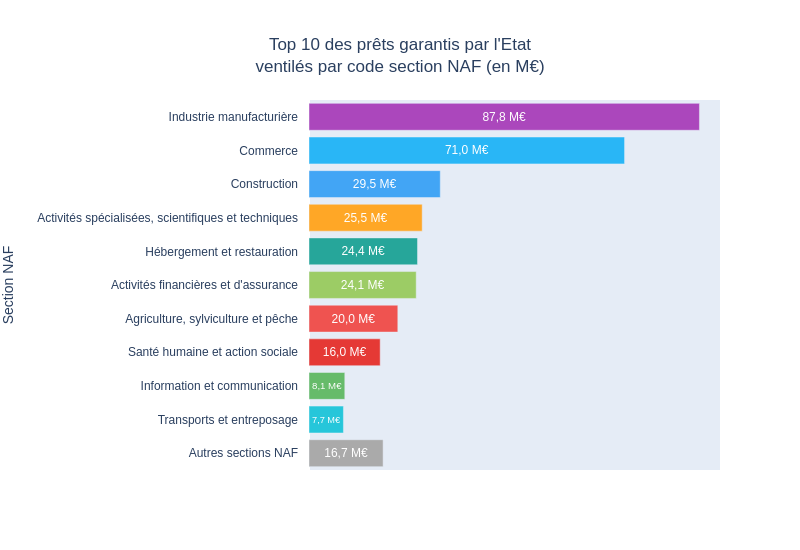 Top 10 des prêts garantis par l'Etat
ventilés par code section NAF (en M€)
Section NAF
Industrie manufacturière 87,8 M€
Commerce 71,0 M€
Construction 29,5 M€
Activités spécialisées, scientifiques et techniques 25,5 M€
Hébergement et restauration 24,4 M€
Activités financières et d'assurance 24,1 M€
Agriculture, sylviculture et pêche 20,0 M€
Santé humaine et action sociale 16,0 M€
Information et communication 8,1 M€
Transports et entreposage 7,7 M€
Autres sections NAF 16,7 M€